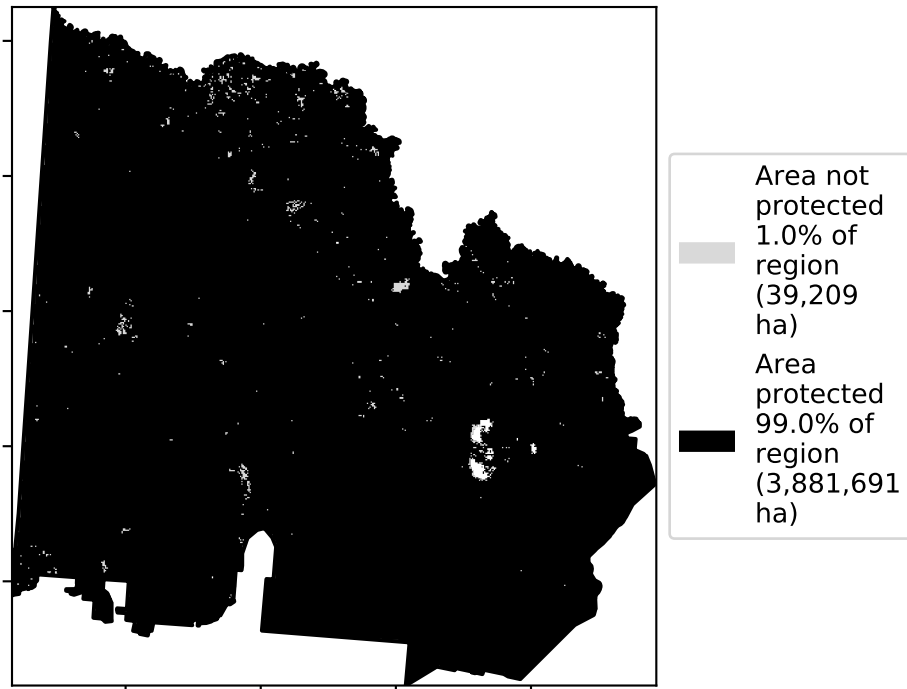 Area not
protected
1.0% of
region
(39,209
ha)
Area
protected
99.0% of
region
(3,881,691
ha)